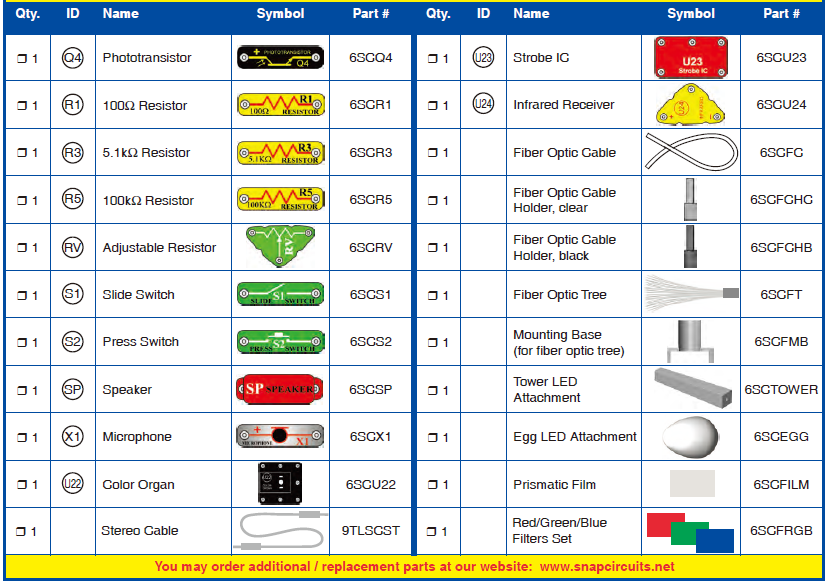 Qty. ID Name Symbol Part #
❒ 1 Q4 Phototransistor + PHOTOTRANSISTOR Q4 6SCQ4
❒ 1 R1 100Ω Resistor R1 100Ω RESISTOR 6SCR1
❒ 1 R3 5.1kΩ Resistor R3 5.1KΩ RESISTOR 6SCR3
❒ 1 R5 100kΩ Resistor R5 100KΩ RESISTOR 6SCR5
❒ 1 RV Adjustable Resistor RV 6SCRV
❒ 1 S1 Slide Switch S1 SLIDE SWITCH 6SCS1
❒ 1 S2 Press Switch S2 PRESS SWITCH 6SCS2
❒ 1 SP Speaker SP SPEAKER 6SCSP
❒ 1 X1 Microphone + MICROPHONE X1 6SCX1
❒ 1 U22 Color Organ U22 6SCU22
❒ 1 Stereo Cable 9TLSCST
Qty. ID Name Symbol Part #
❒ 1 U23 Strobe IC U23 Strobe IC 6SCU23
❒ 1 U24 Infrared Receiver U24 + 6SCU24
❒ 1 Fiber Optic Cable 6SCFC
❒ 1 Fiber Optic Cable
Holder, clear 6SCFCHC
❒ 1 Fiber Optic Cable
Holder, black 6SCFCHB
❒ 1 Fiber Optic Tree 6SCFT
❒ 1 Mounting Base
(for fiber optic tree) 6SCFMB
❒ 1 Tower LED
Attachment 6SCTOWER
❒ 1 Egg LED Attachment 6SCEGG
❒ 1 Prismatic Film 6SCFILM
❒ 1 Red/Green/Blue
Filters Set 6SCFRGB
You may order additional / replacement parts at our website: www.snapcircuits.net